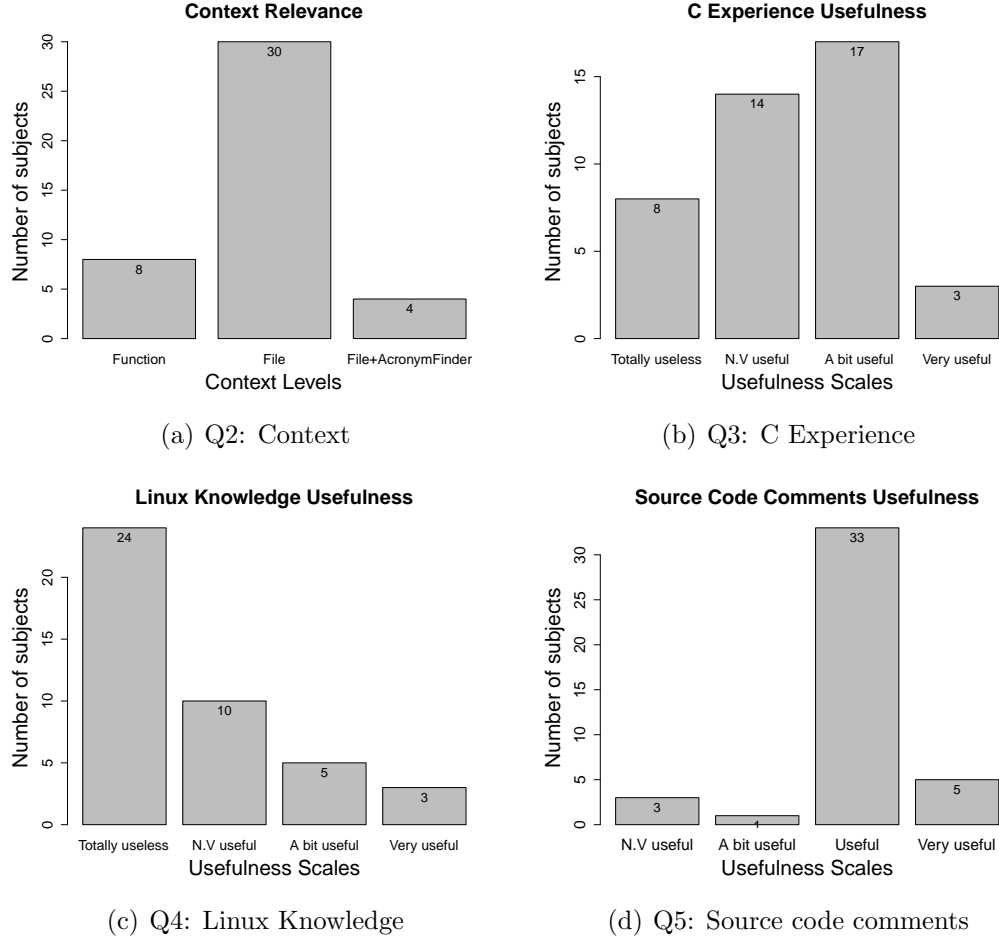 Context Relevance
30
25
20
15
10
5
0
Number of subjects
8
30
4
Function File File+AcronymFinder
Context Levels
(a) Q2: Context
C Experience Usefulness
15
10
5
0
Number of subjects
8
14
17
3
Totally useless N.V useful A bit useful Very useful
Usefulness Scales
(b) Q3: C Experience
Linux Knowledge Usefulness
20
15
10
5
0
Number of subjects
24
10
5
3
Totally useless N.V useful A bit useful Very useful
Usefulness Scales
(c) Q4: Linux Knowledge
Source Code Comments Usefulness
30
25
20
15
10
5
0
Number of subjects
3
1
33
5
N.V useful A bit useful Useful Very useful
Usefulness Scales
(d) Q5: Source code comments